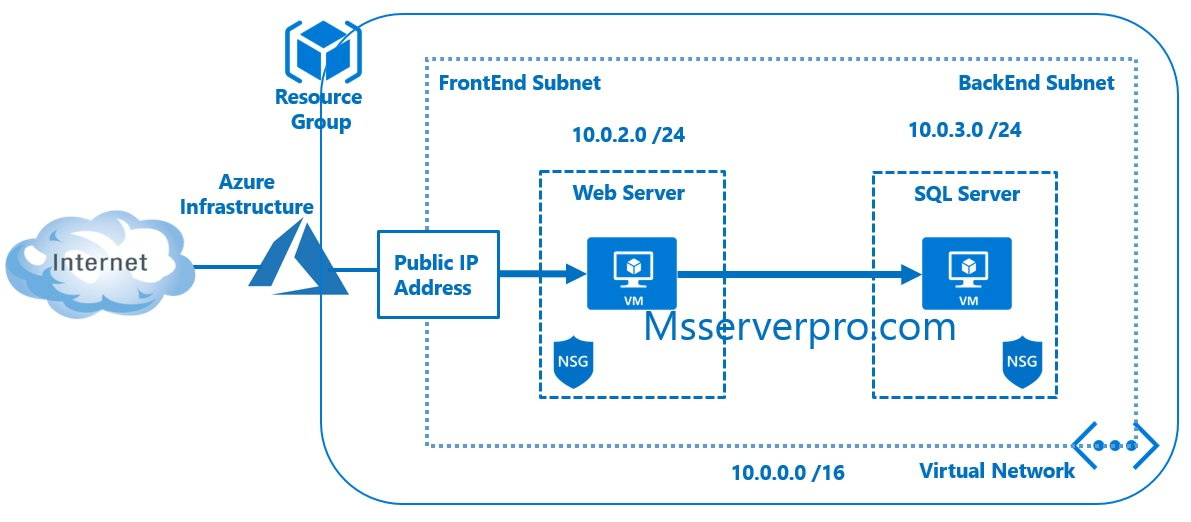 Resource
Group
FrontEnd Subnet
BackEnd Subnet
10.0.2.0 /24
10.0.3.0 /24
Azure
Infrastructure
Web Server
SQL Server
Internet
Public IP
Address
VM
VM
Msserverpro.com
NSG
NSG
10.0.0.0 /16
Virtual Network